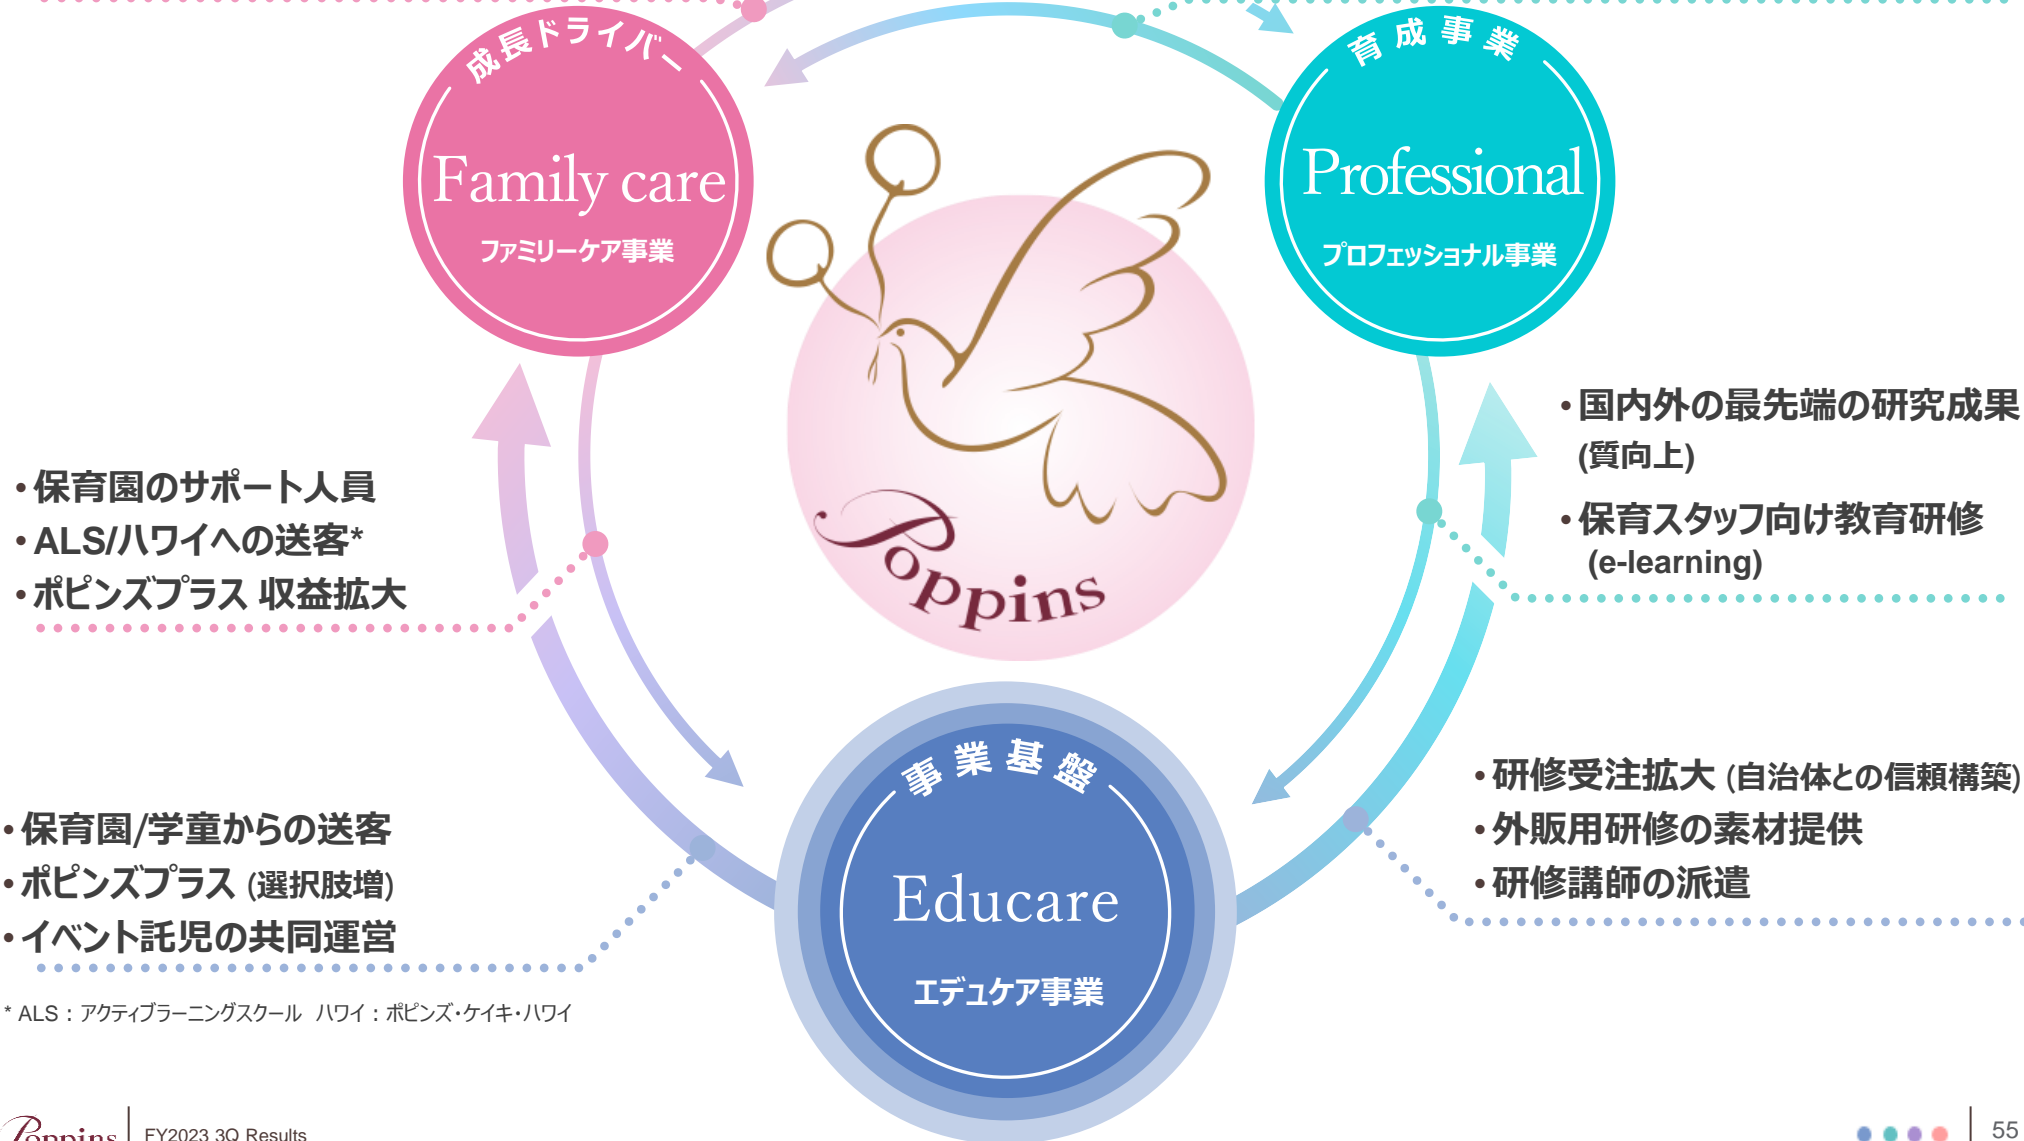 成長ドライバー
Family care
ファミリーケア事業
育成事業
Professional
プロフェッショナル事業
Poppins
・国内外の最先端の研究成果
(質向上)
・保育スタッフ向け教育研修
(e-learning)
・保育園のサポート人員
・ALS/ハワイへの送客*
・ポピンズプラス 収益拡大
事業基盤
Educare
エデュケア事業
・研修受注拡大 (自治体との信頼構築)
・外販用研修の素材提供
・研修講師の派遣
・保育園/学童からの送客
・ポピンズプラス (選択肢増)
・イベント託児の共同運営
* ALS：アクティブラーニングスクール ハワイ：ポピンズ・ケイキ・ハワイ
Poppins
FY2023 3Q Results
55